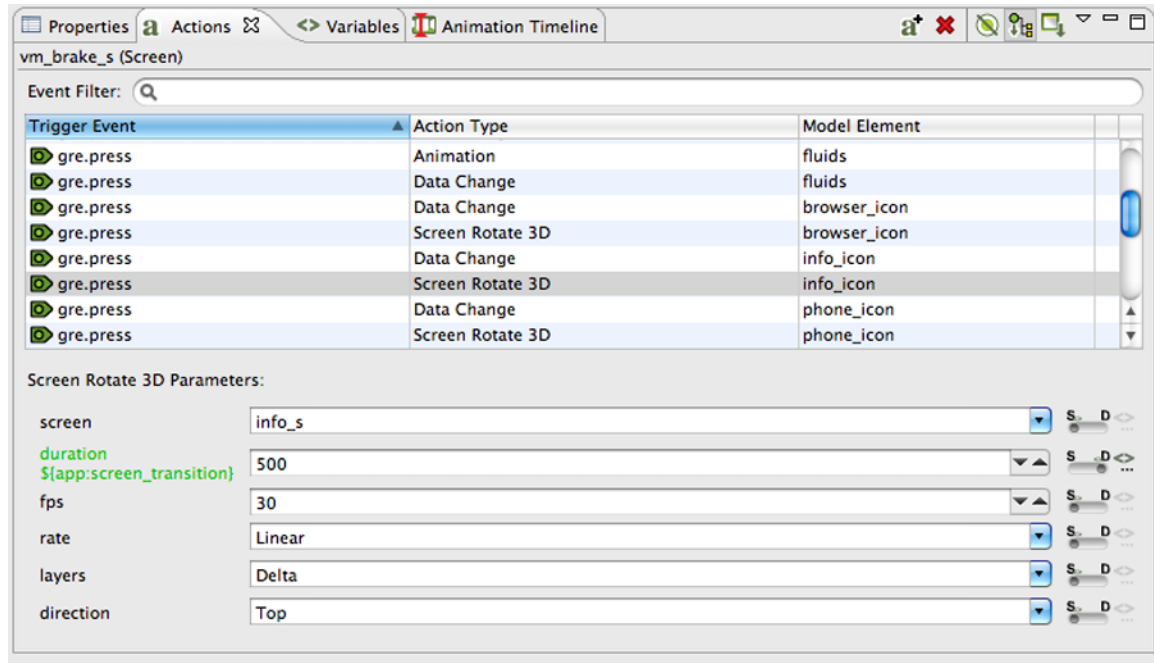 Properties a Actions <> Variables Animation Timeline
vm_brake_s (Screen)
Event Filter:
Trigger Event Action Type Model Element
gre.press Animation fluids
gre.press Data Change fluids
gre.press Data Change browser_icon
gre.press Screen Rotate 3D browser_icon
gre.press Data Change info_icon
gre.press Screen Rotate 3D info_icon
gre.press Data Change phone_icon
gre.press Screen Rotate 3D phone_icon
Screen Rotate 3D Parameters:
screen info_s S D <>
duration
${app:screen_transition} 500 S D <>
fps 30 S D <>
rate Linear S D <>
layers Delta S D <>
direction Top S D <>